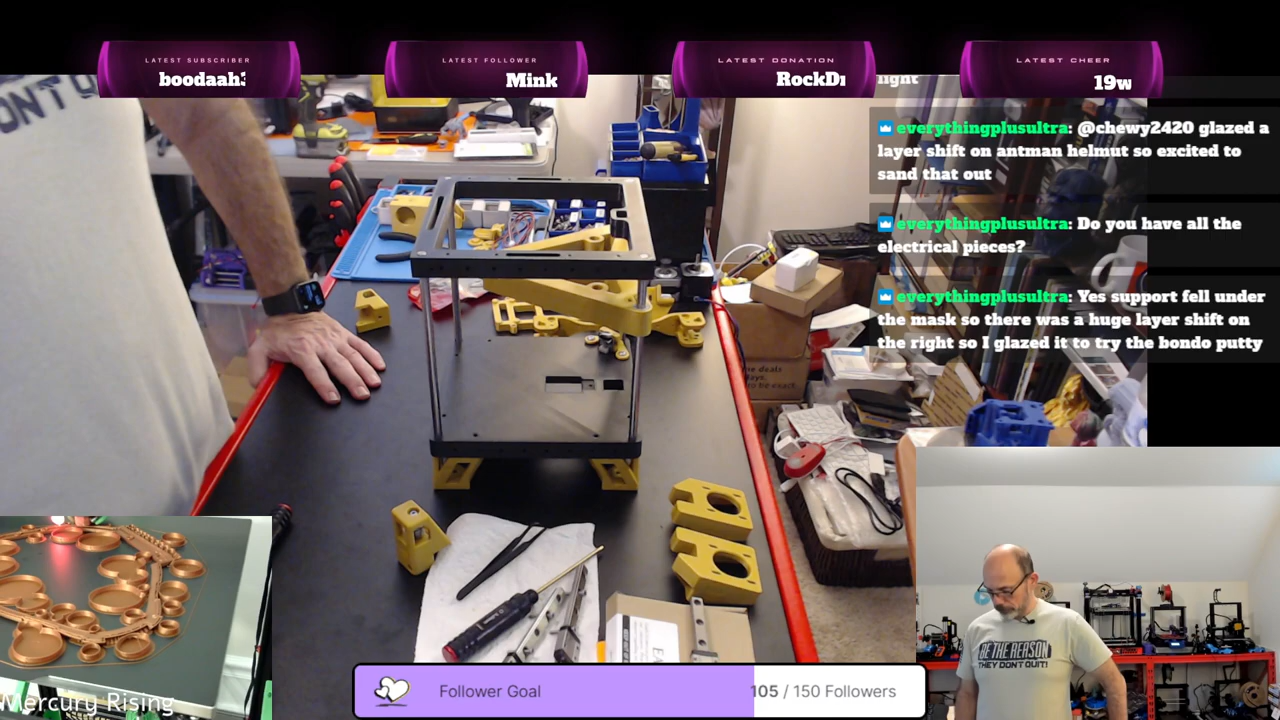 LATEST SUBSCRIBER
boodaah
LATEST FOLLOWER
Mink
LATEST DONATION
RockD
LATEST CHEER
19w
light
everythingplusultra: @chewy2420 glazed a
layer shift on antman helmut so excited to
sand that out
everythingplusultra: Do you have all the
electrical pieces?
everythingplusultra: Yes support fell under
the mask so there was a huge layer shift on
the right so I glazed it to try the bondo putty
DON'T Q
Mercury Rising
Follower Goal
105 / 150 Followers
BE THE REASON
THEY DON'T QUIT!